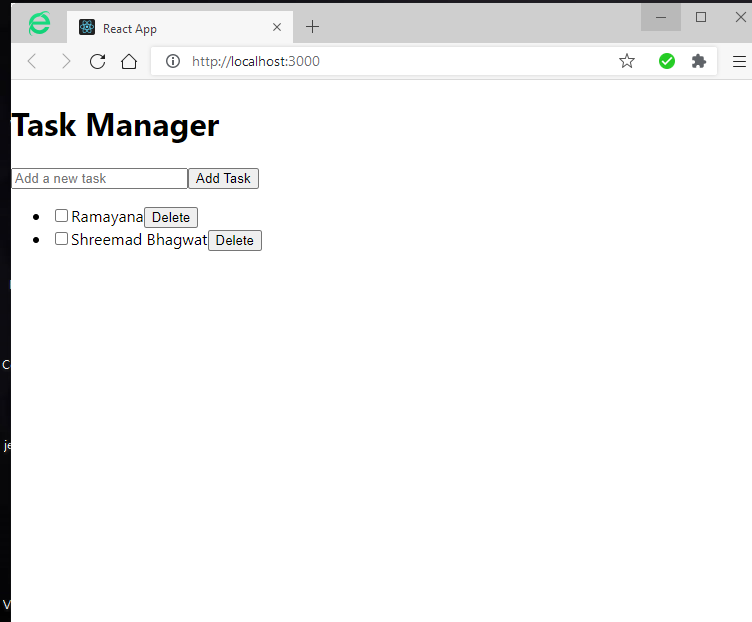 React App
http://localhost:3000
Task Manager
Add a new task Add Task
Ramayana Delete
Shreemad Bhagwat Delete